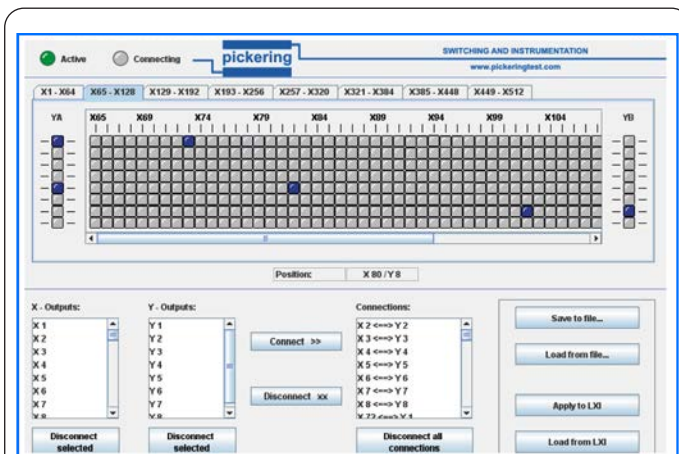 Active Connecting pickering SWITCHING AND INSTRUMENTATION
www.pickeringtest.com
X1 - X64 X65 - X128 X129 - X192 X193 - X256 X257 - X320 X321 - X384 X385 - X448 X449 - X512
YA X65 X69 X74 X79 X84 X89 X94 X99 X104 YB
Position: X 80 / Y 8
X - Outputs: Y - Outputs: Connections:
X 1 Y 1 X 2 <==> Y 2 Save to file...
X 2 Y 2 Connect >> X 3 <==> Y 3
X 3 Y 3 X 4 <==> Y 4 Load from file...
X 4 Y 4 X 5 <==> Y 5
X 5 Y 5 X 6 <==> Y 6
X 6 Y 6 Disconnect xx X 7 <==> Y 7
X 7 Y 7 X 8 <==> Y 8 Apply to LXI
X 8 Y 8 X 72 <==> Y 1
Disconnect selected Disconnect selected Disconnect all connections Load from LXI